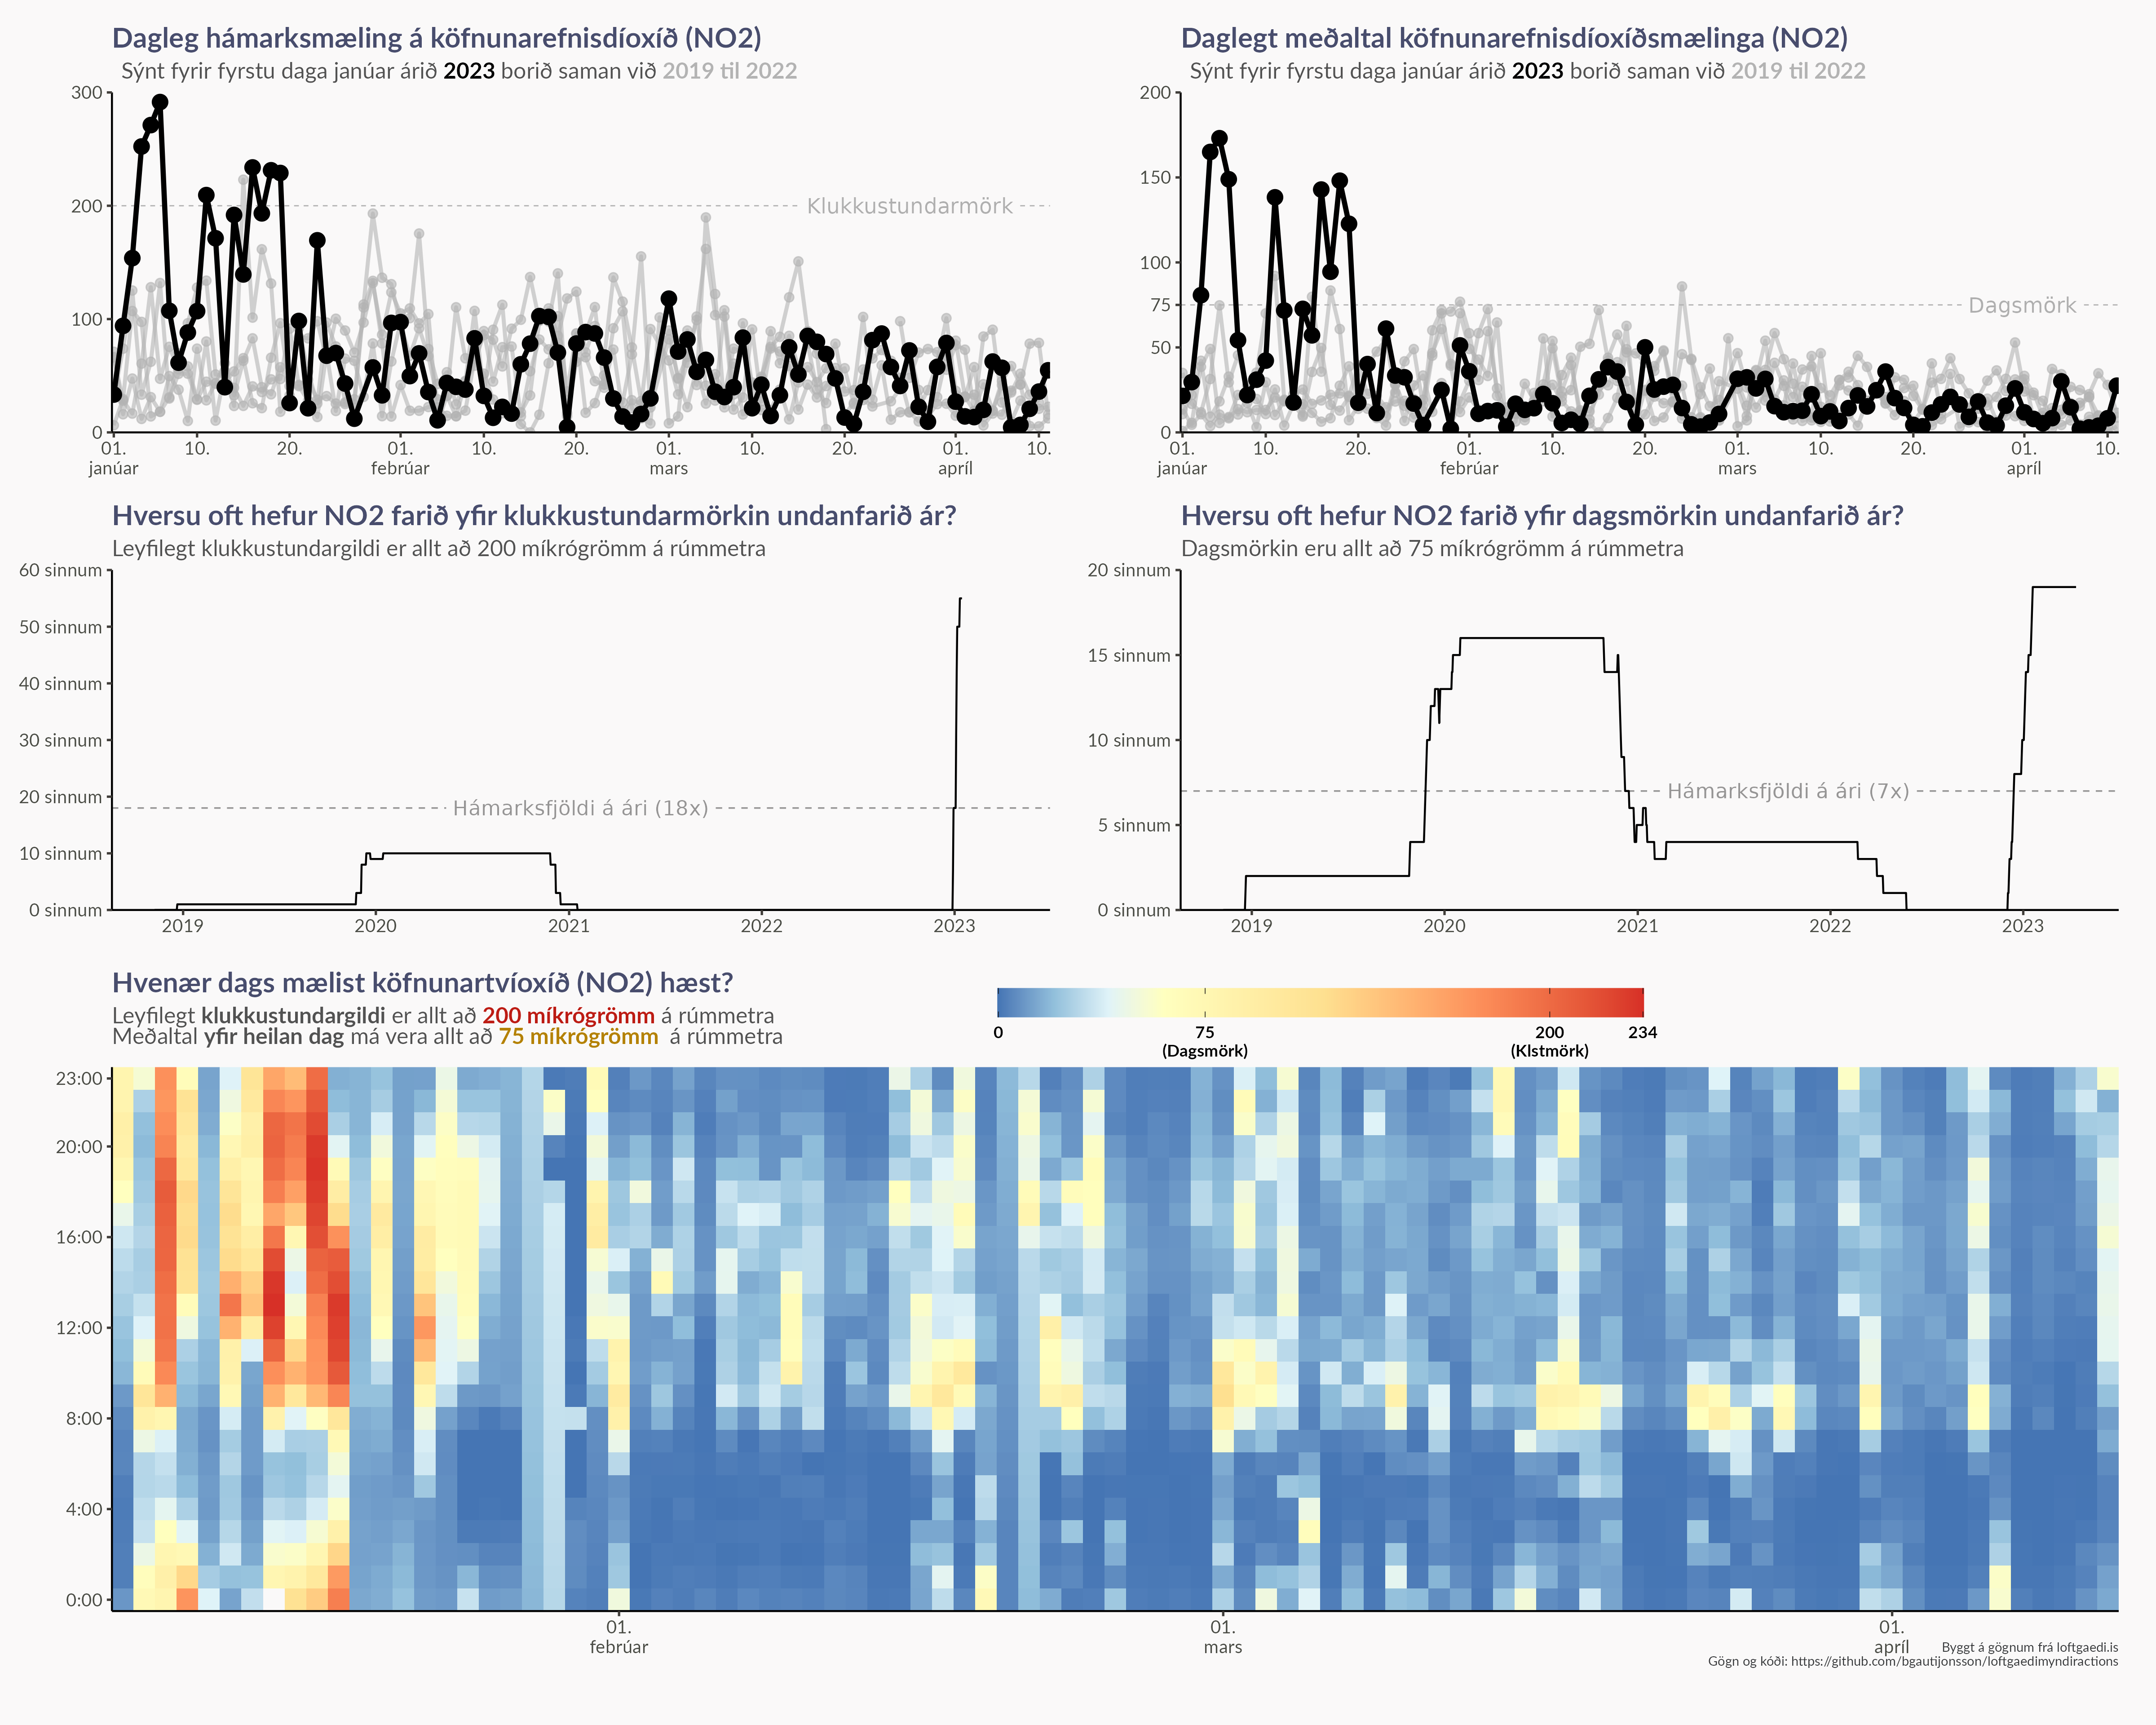 Dagleg hámarksmæling á köfnunarefnisdíoxíð (NO2)
Sýnt fyrir fyrstu daga janúar árið 2023 borið saman við 2019 til 2022
300
200
100
0
Klukkustundarmörk
01. 10. 20. 01. 10. 20. 01. 10. 20. 01. 10.
janúar febrúar mars apríl
Daglegt meðaltal köfnunarefnisdíoxíðsmælinga (NO2)
Sýnt fyrir fyrstu daga janúar árið 2023 borið saman við 2019 til 2022
200
150
100
75
50
0
Dagsmörk
01. 10. 20. 01. 10. 20. 01. 10. 20. 01. 10.
janúar febrúar mars apríl
Hversu oft hefur NO2 farið yfir klukkustundarmörkin undanfarið ár?
Leyfilegt klukkustundargildi er allt að 200 míkrógrömm á rúmmetra
60 sinnum
50 sinnum
40 sinnum
30 sinnum
20 sinnum
10 sinnum
0 sinnum
Hámarksfjöldi á ári (18x)
2019 2020 2021 2022 2023
Hversu oft hefur NO2 farið yfir dagsmörkin undanfarið ár?
Dagsmörkin eru allt að 75 míkrógrömm á rúmmetra
20 sinnum
15 sinnum
10 sinnum
5 sinnum
0 sinnum
Hámarksfjöldi á ári (7x)
2019 2020 2021 2022 2023
Hvenær dags mælist köfnunartvíoxíð (NO2) hæst?
Leyfilegt klukkustundargildi er allt að 200 míkrógrömm á rúmmetra
Meðaltal yfir heilan dag má vera allt að 75 míkrógrömm á rúmmetra
0 75 200 234
(Dagsmörk) (Klstmörk)
23:00
20:00
16:00
12:00
8:00
4:00
0:00
01. 01. 01.
febrúar mars apríl
Byggt á gögnum frá loftgaedi.is
Gögn og kóði: https://github.com/bgautijonsson/loftgaedimyndiractions